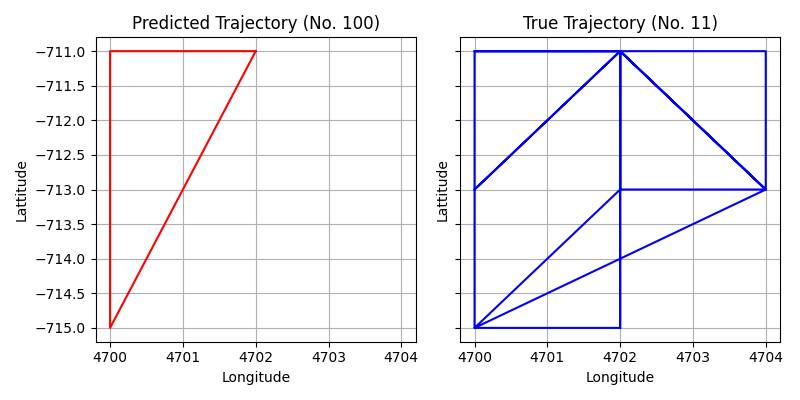 Predicted Trajectory (No. 100)
−711.0
−711.5
−712.0
−712.5
−713.0
−713.5
−714.0
−714.5
−715.0
Lattitude
4700 4701 4702 4703 4704
Longitude
True Trajectory (No. 11)
Lattitude
4700 4701 4702 4703 4704
Longitude